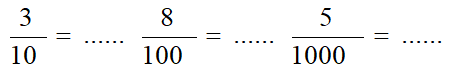 3/10 = ...... 8/100 = ...... 5/1000 = ......